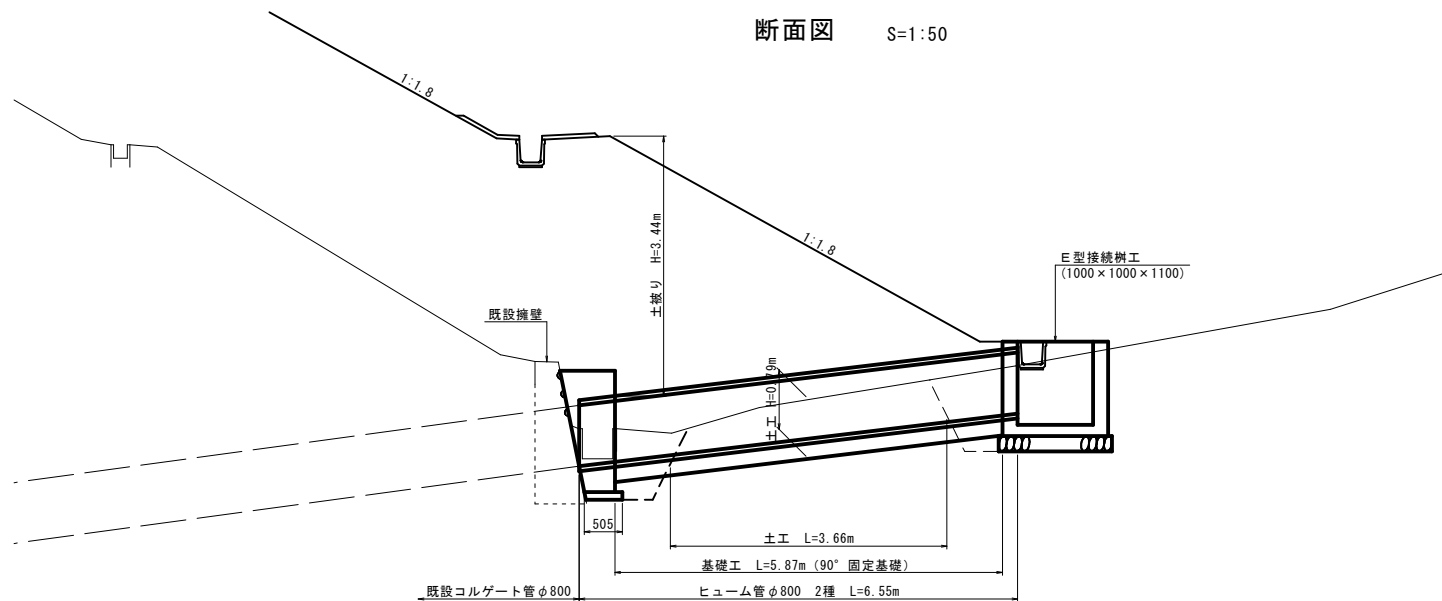 断面図 S=1:50
1:1.8
土被り H=3.44m
1:1.8
E型接続桝工
(1000×1000×1100)
既設擁壁
土工 H=0.79m
505
土工 L=3.66m
基礎工 L=5.87m (90°固定基礎)
既設コルゲート管φ800
ヒューム管φ800 2種 L=6.55m